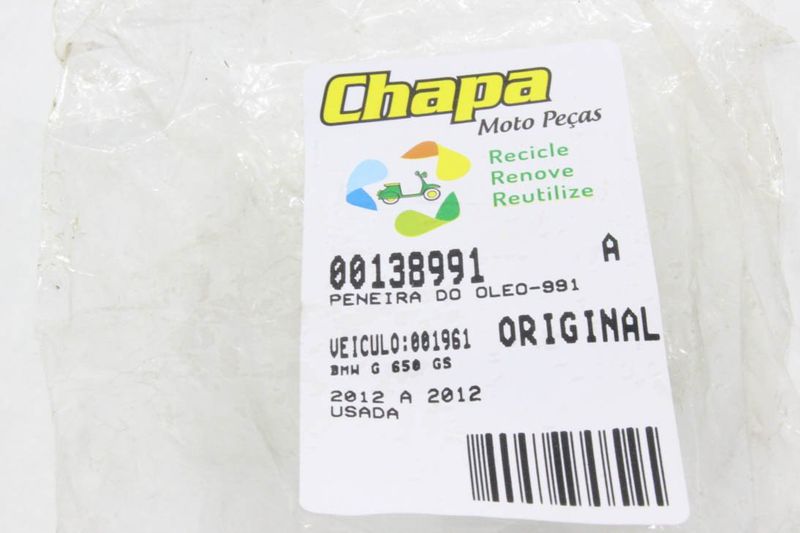 Chapa
Moto Peças
Recicle
Renove
Reutilize
00138991 A
PENEIRA DO OLEO-991
VEICULO:001961 ORIGINAL
BMW G 650 GS
2012 A 2012
USADA